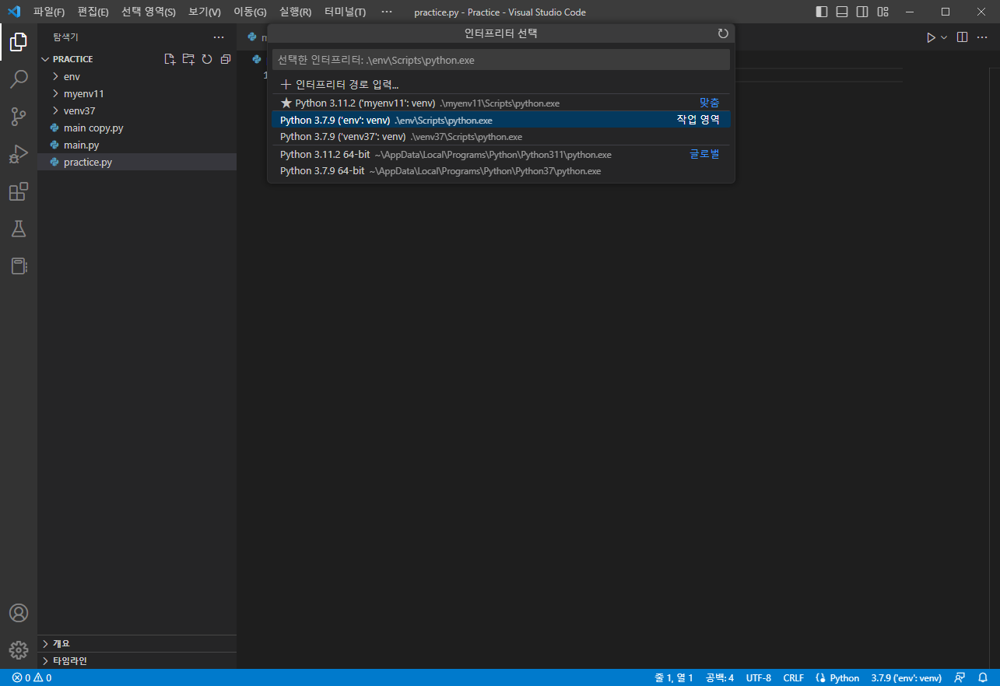 파일(F) 편집(E) 선택 영역(S) 보기(V) 이동(G) 실행(R) 터미널(T) ··· practice.py - Practice - Visual Studio Code
탐색기 ···
PRACTICE
env
myenv11
venv37
main copy.py
main.py
practice.py
개요
타임라인
m
1
인터프리터 선택
선택한 인터프리터: .\env\Scripts\python.exe
+ 인터프리터 경로 입력...
★ Python 3.11.2 ('myenv11': venv) .\myenv11\Scripts\python.exe 맞춤
Python 3.7.9 ('env': venv) .\env\Scripts\python.exe 작업 영역
Python 3.7.9 ('venv37': venv) .\venv37\Scripts\python.exe
Python 3.11.2 64-bit ~\AppData\Local\Programs\Python\Python311\python.exe 글로벌
Python 3.7.9 64-bit ~\AppData\Local\Programs\Python\Python37\python.exe
0 0 줄 1, 열 1 공백: 4 UTF-8 CRLF Python 3.7.9 ('env': venv)